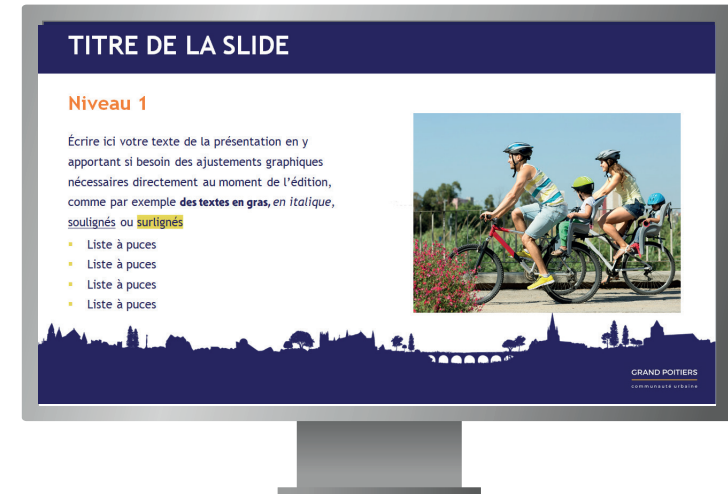 TITRE DE LA SLIDE
Niveau 1
Écrire ici votre texte de la présentation en y
apportant si besoin des ajustements graphiques
nécessaires directement au moment de l'édition,
comme par exemple des textes en gras, en italique,
soulignés ou surlignés
▪ Liste à puces
▪ Liste à puces
▪ Liste à puces
▪ Liste à puces
GRAND POITIERS
communauté urbaine